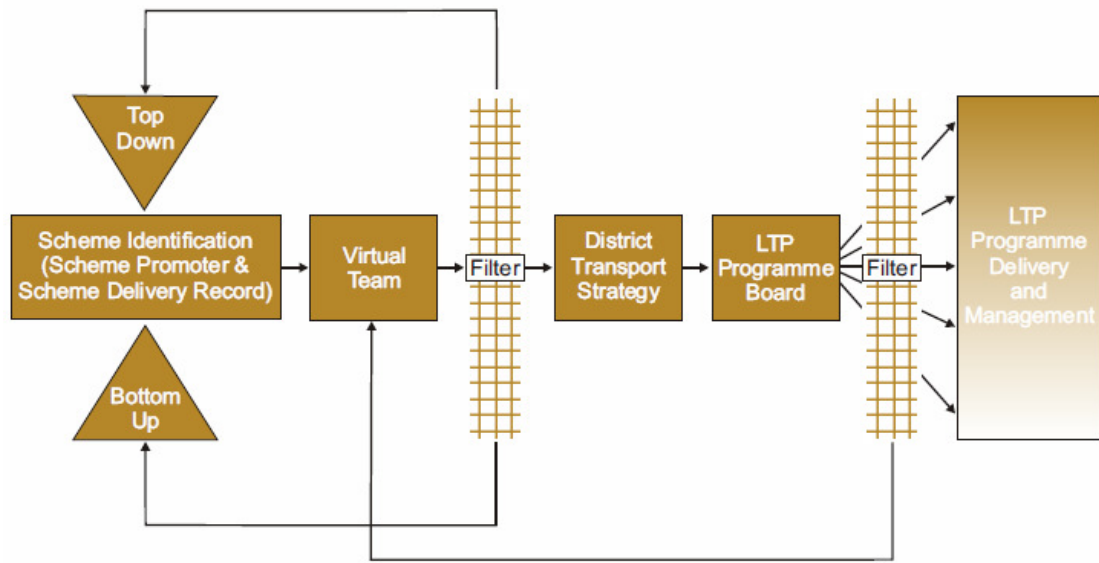 Top
Down
Scheme Identification
(Scheme Promoter &
Scheme Delivery Record)
Bottom
Up
Virtual
Team
Filter
District
Transport
Strategy
LTP
Programme
Board
Filter
LTP
Programme
Delivery
and
Management